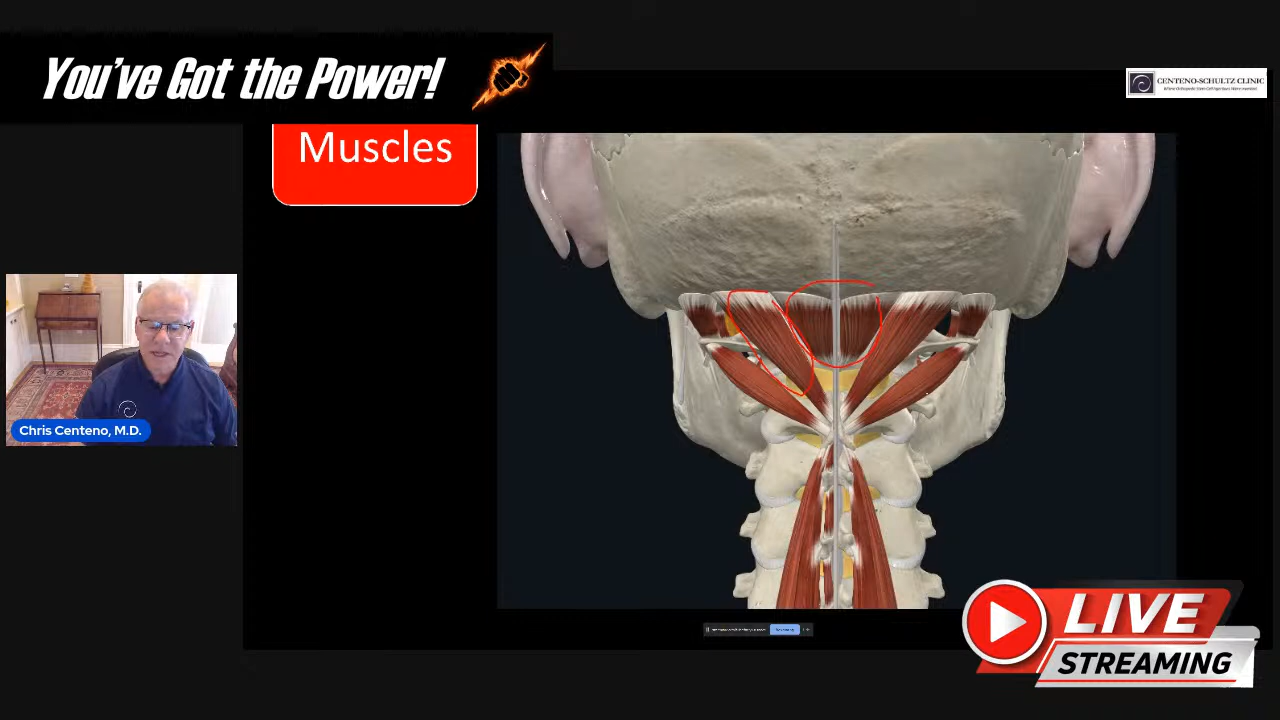 You've Got the Power!
CENTENO-SCHULTZ CLINIC
Muscles
Chris Centeno, M.D.
LIVE
STREAMING